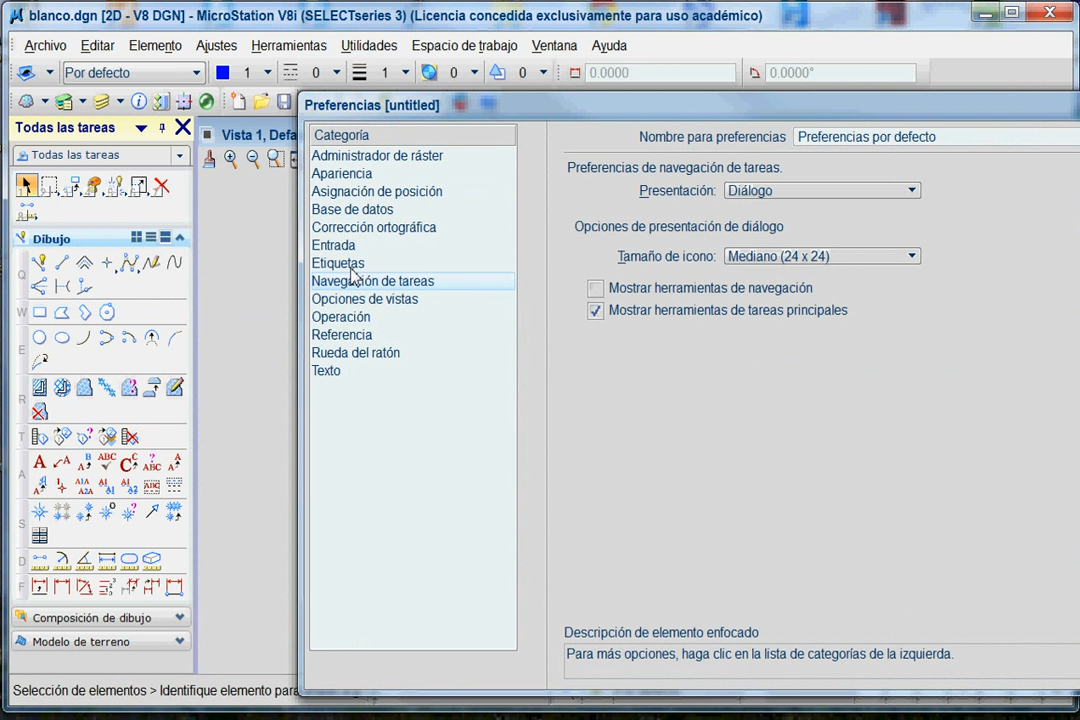 blanco.dgn [2D - V8 DGN] - MicroStation V8i (SELECTseries 3) (Licencia concedida exclusivamente para uso académico)
Archivo Editar Elemento Ajustes Herramientas Utilidades Espacio de trabajo Ventana Ayuda
Por defecto 1 0 1 0 0 0.0000 0.0000°
Todas las tareas
Todas las tareas
Dibujo
Q
W
E
R
T
A
S
D
F
Composición de dibujo
Modelo de terreno
Vista 1, Defa
Preferencias [untitled]
Categoría
Administrador de ráster
Apariencia
Asignación de posición
Base de datos
Corrección ortográfica
Entrada
Etiquetas
Navegación de tareas
Opciones de vistas
Operación
Referencia
Rueda del ratón
Texto
Nombre para preferencias Preferencias por defecto
Preferencias de navegación de tareas.
Presentación: Diálogo
Opciones de presentación de diálogo
Tamaño de icono: Mediano (24 x 24)
Mostrar herramientas de navegación
Mostrar herramientas de tareas principales
Descripción de elemento enfocado
Para más opciones, haga clic en la lista de categorías de la izquierda.
Selección de elementos > Identifique elemento para